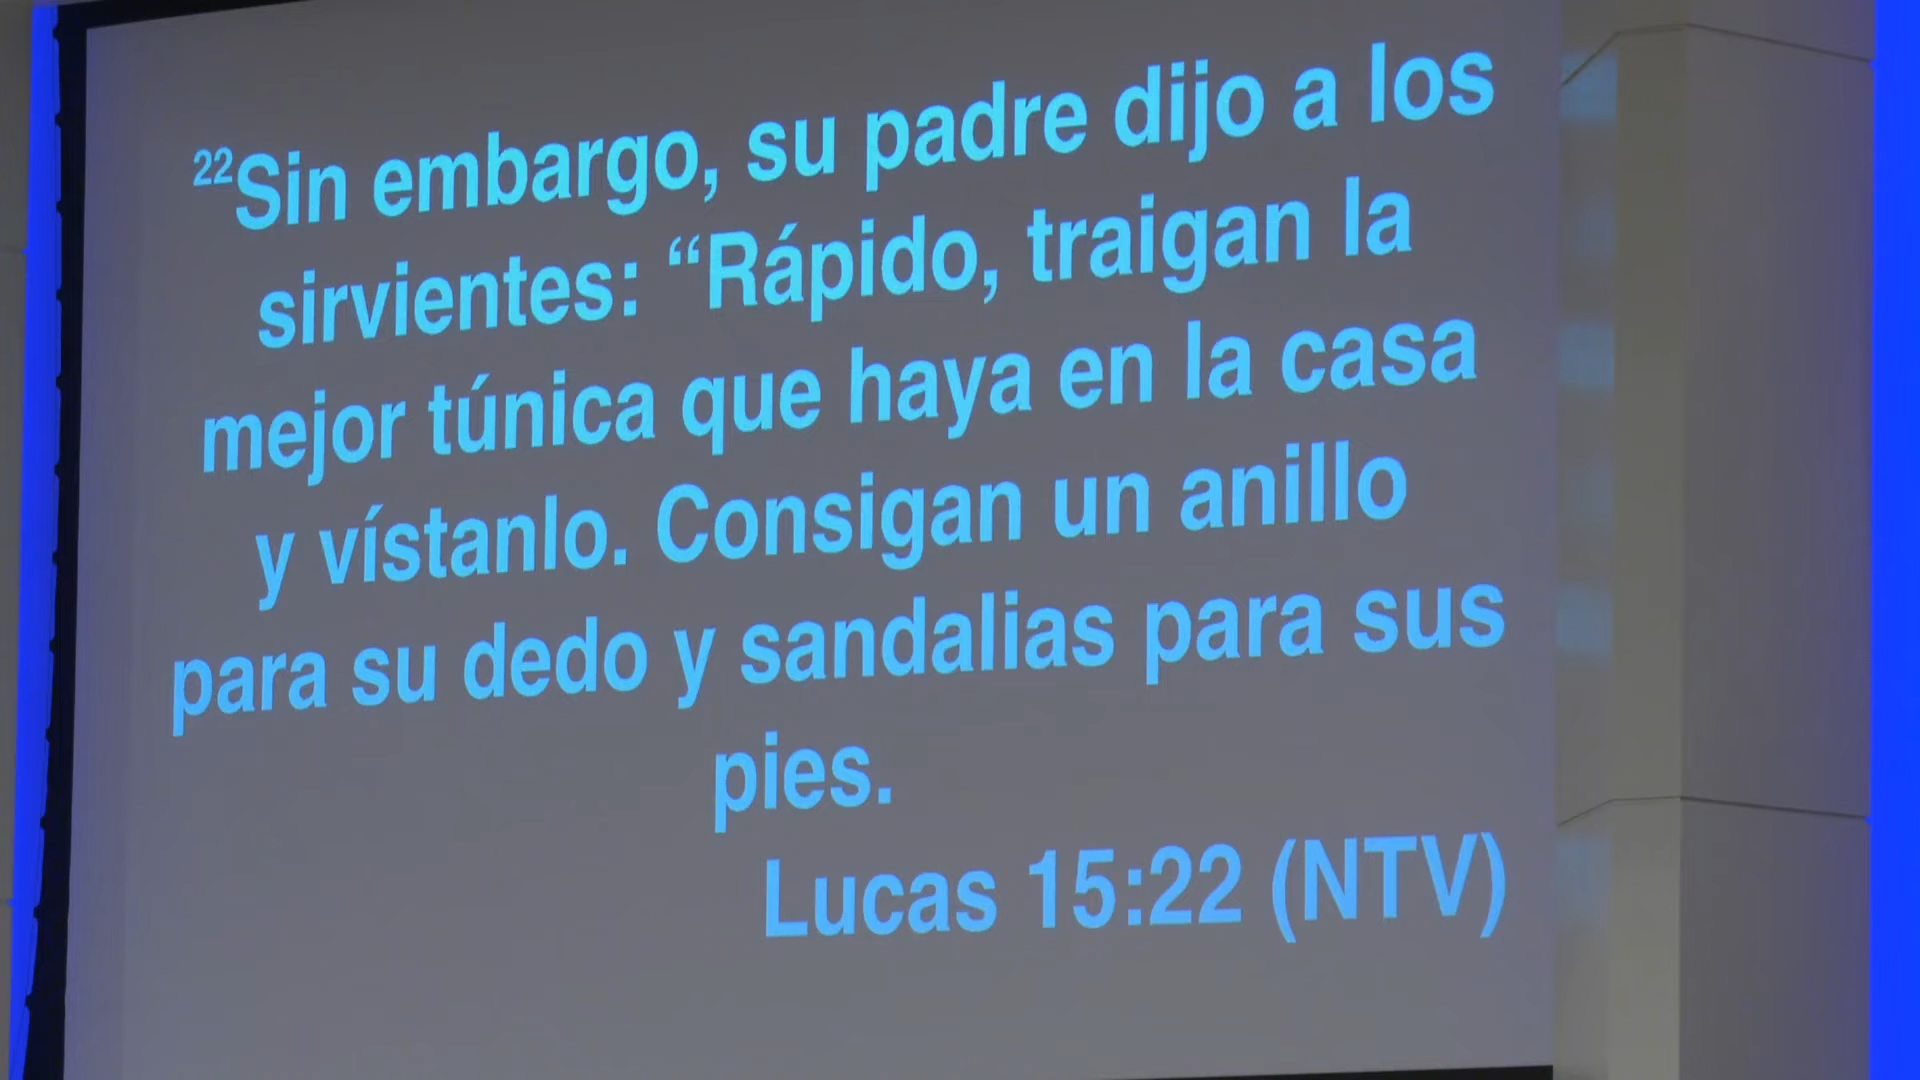 ²²Sin embargo, su padre dijo a los
sirvientes: “Rápido, traigan la
mejor túnica que haya en la casa
y vístanlo. Consigan un anillo
para su dedo y sandalias para sus
pies.
Lucas 15:22 (NTV)